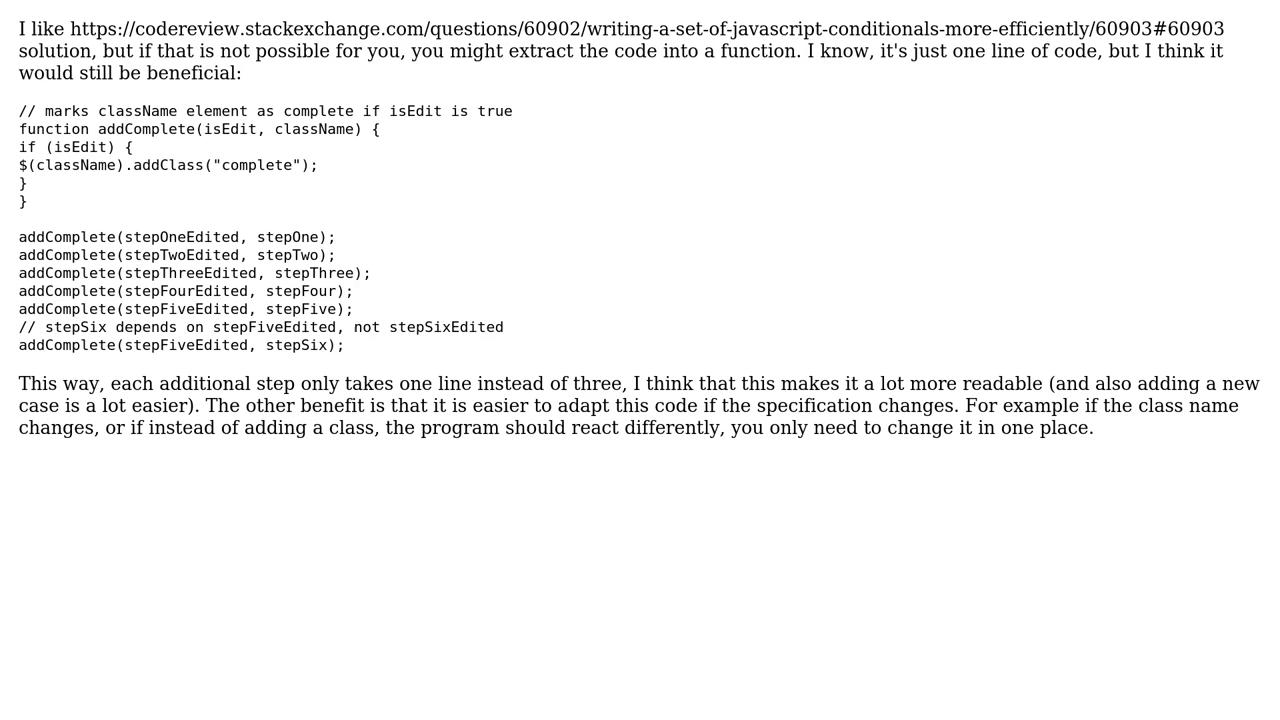 I like https://codereview.stackexchange.com/questions/60902/writing-a-set-of-javascript-conditionals-more-efficiently/60903#60903
solution, but if that is not possible for you, you might extract the code into a function. I know, it's just one line of code, but I think it
would still be beneficial:
// marks className element as complete if isEdit is true
function addComplete(isEdit, className) {
if (isEdit) {
$(className).addClass("complete");
}
}
addComplete(stepOneEdited, stepOne);
addComplete(stepTwoEdited, stepTwo);
addComplete(stepThreeEdited, stepThree);
addComplete(stepFourEdited, stepFour);
addComplete(stepFiveEdited, stepFive);
// stepSix depends on stepFiveEdited, not stepSixEdited
addComplete(stepFiveEdited, stepSix);
This way, each additional step only takes one line instead of three, I think that this makes it a lot more readable (and also adding a new
case is a lot easier). The other benefit is that it is easier to adapt this code if the specification changes. For example if the class name
changes, or if instead of adding a class, the program should react differently, you only need to change it in one place.